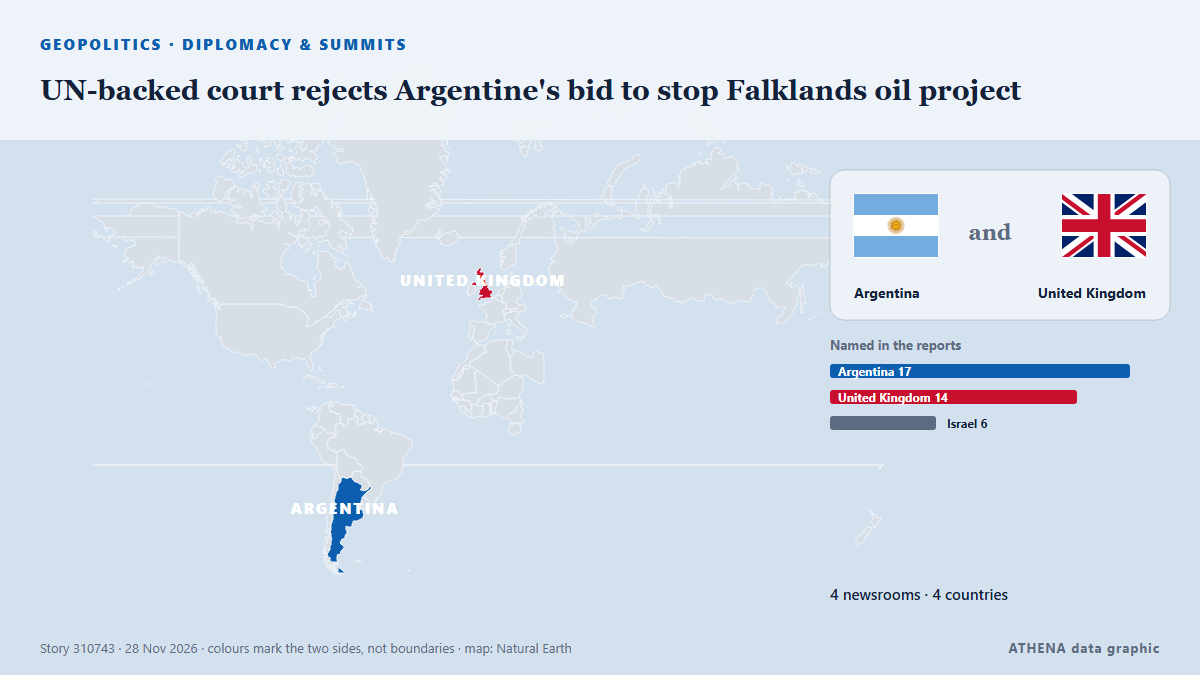 GEOPOLITICS · DIPLOMACY & SUMMITS
UN-backed court rejects Argentine's bid to stop Falklands oil project
UNITED KINGDOM
ARGENTINA
and
Argentina
United Kingdom
Named in the reports
Argentina 17
United Kingdom 14
Israel 6
4 newsrooms · 4 countries
Story 310743 · 28 Nov 2026 · colours mark the two sides, not boundaries · map: Natural Earth
ATHENA data graphic